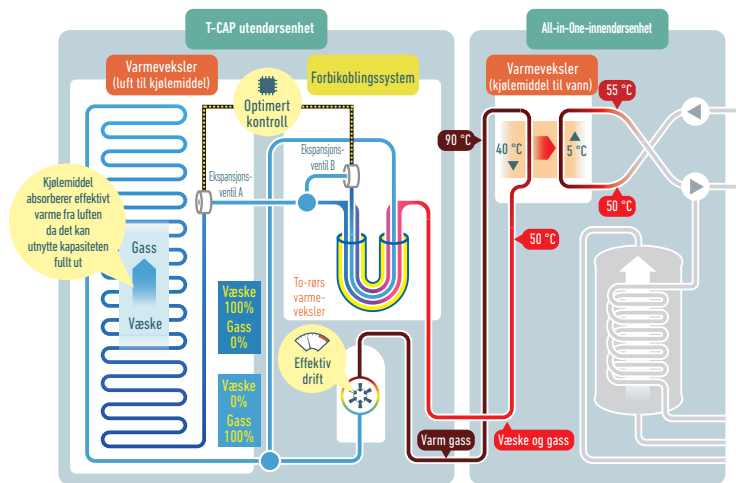 T-CAP utendørsenhet
All-in-One-innendørsenhet
Varmeveksler
(luft til kjølemiddel)
Optimert
kontroll
Forbikoblingssystem
Varmeveksler
(kjølemiddel til vann)
55 °C
90 °C
40 °C
5 °C
50 °C
50 °C
Ekspansjons-
ventil A
Ekspansjons-
ventil B
Kjølemiddel
absorberer effektivt
varme fra luften
da det kan
utnytte kapasiteten
fullt ut
Gass
Væske
Væske
100%
Gass
0%
To-rørs
varme-
veksler
Væske
0%
Gass
100%
Effektiv
drift
Varm gass
Væske og gass